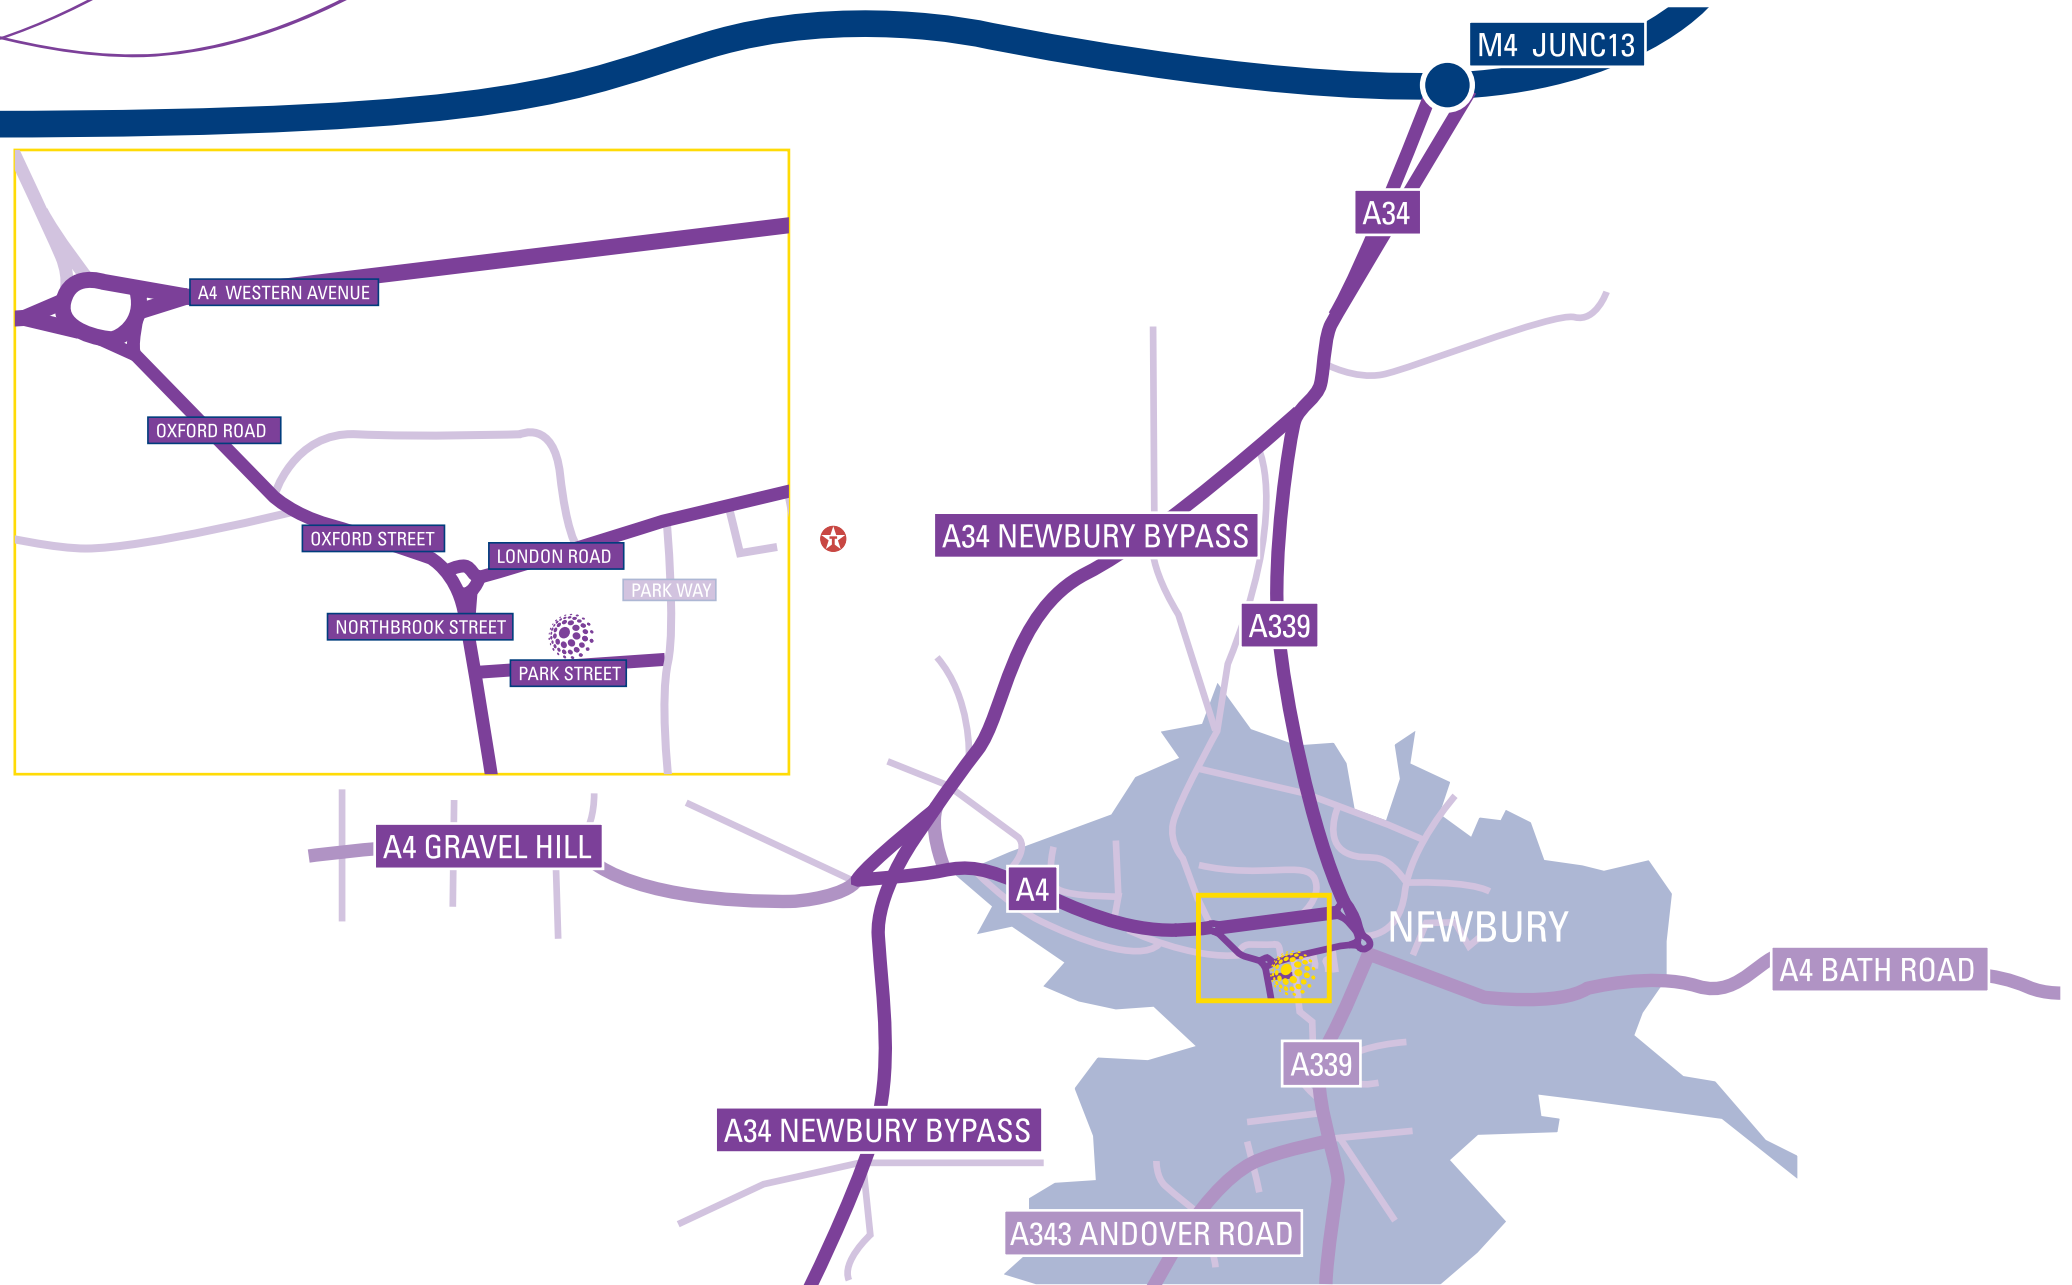 M4 JUNC13
A34
A4 WESTERN AVENUE
OXFORD ROAD
OXFORD STREET
LONDON ROAD
PARK WAY
NORTHBROOK STREET
PARK STREET
A34 NEWBURY BYPASS
A339
A4 GRAVEL HILL
A4
NEWBURY
A4 BATH ROAD
A339
A34 NEWBURY BYPASS
A343 ANDOVER ROAD